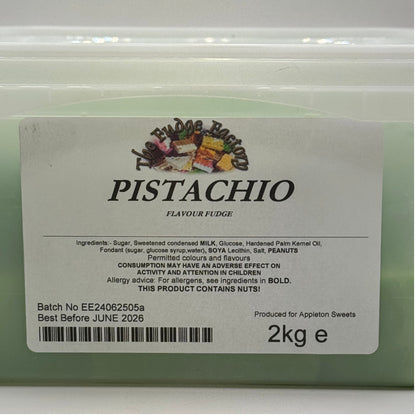 The Fudge Factory
PISTACHIO
FLAVOUR FUDGE
Ingredients:- Sugar, Sweetened condensed MILK, Glucose, Hardened Palm Kernel Oil,
Fondant (sugar, glucose syrup,water), SOYA Lecithin, Salt, PEANUTS
Permitted colours and flavours
CONSUMPTION MAY HAVE AN ADVERSE EFFECT ON
ACTIVITY AND ATTENTION IN CHILDREN
Allergy advice: For allergens, see ingredients in BOLD.
THIS PRODUCT CONTAINS NUTS!
Batch No EE24062505a
Best Before JUNE 2026
Produced for Appleton Sweets
2kg e